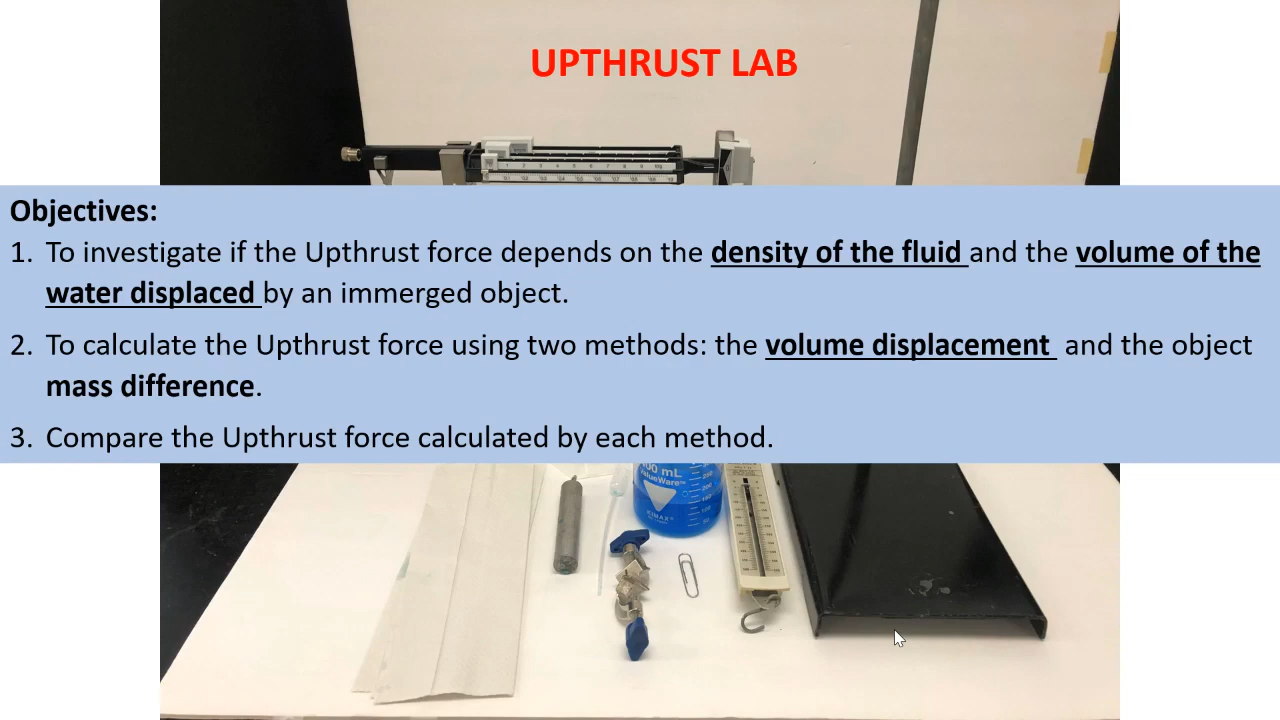 UPTHRUST LAB
Objectives:
1. To investigate if the Upthrust force depends on the density of the fluid and the volume of the
water displaced by an immerged object.
2. To calculate the Upthrust force using two methods: the volume displacement and the object
mass difference.
3. Compare the Upthrust force calculated by each method.
ValueWare
KIMAX